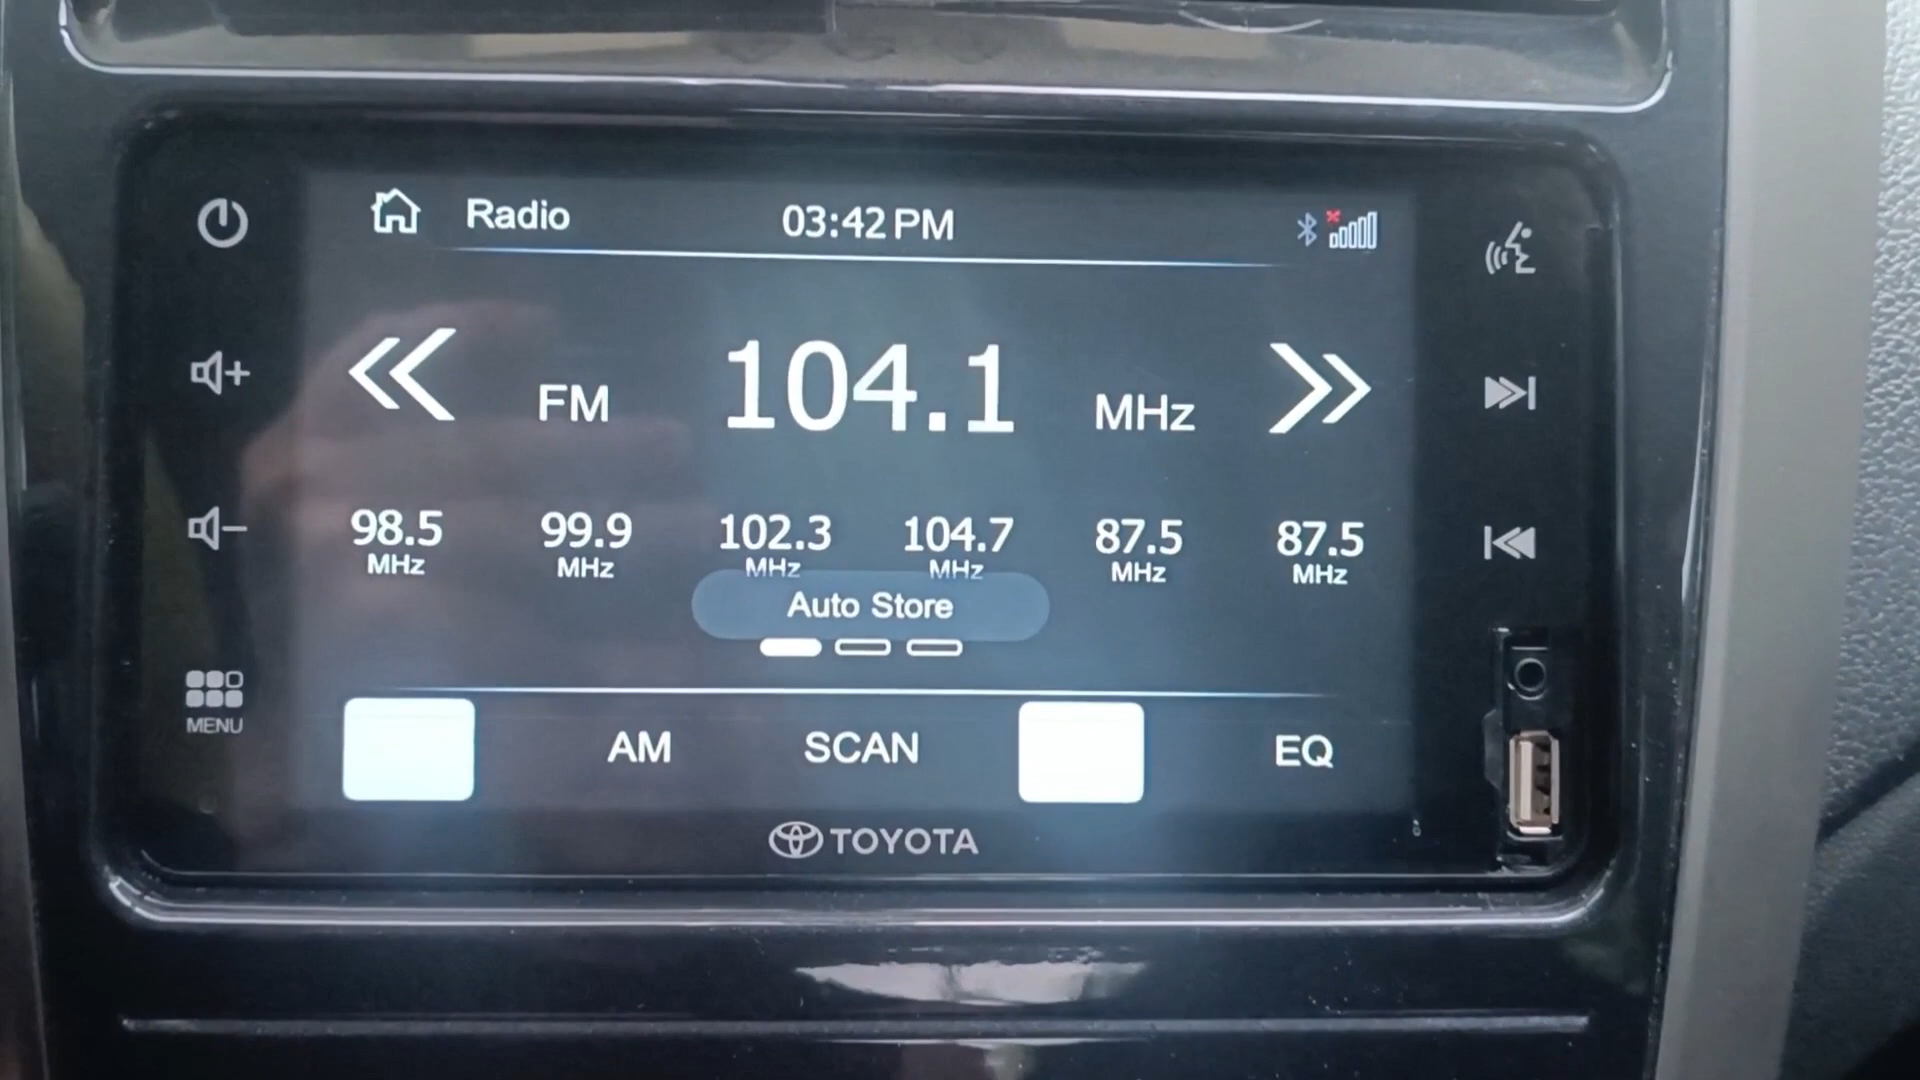 Radio 03:42 PM
FM 104.1 MHz
98.5 99.9 102.3 104.7 87.5 87.5
MHz MHz MHz MHz MHz MHz
Auto Store
MENU
AM SCAN EQ
TOYOTA